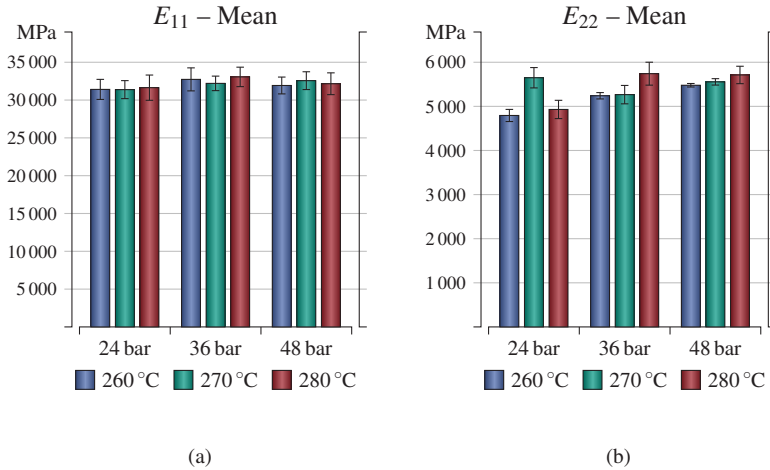 E11 – Mean
MPa
35 000
30 000
25 000
20 000
15 000
10 000
5 000
24 bar 36 bar 48 bar
260 °C 270 °C 280 °C
(a)
E22 – Mean
MPa
6 000
5 000
4 000
3 000
2 000
1 000
24 bar 36 bar 48 bar
260 °C 270 °C 280 °C
(b)